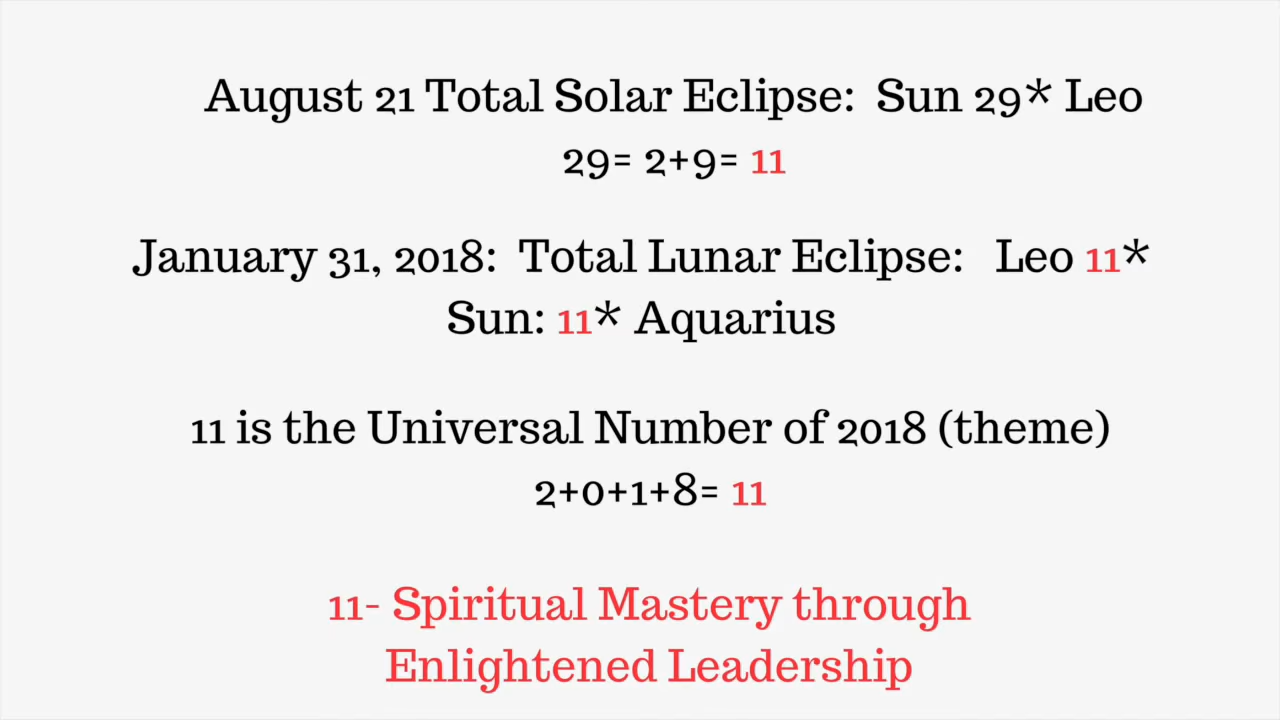 August 21 Total Solar Eclipse: Sun 29* Leo
29= 2+9= 11
January 31, 2018: Total Lunar Eclipse: Leo 11*
Sun: 11* Aquarius
11 is the Universal Number of 2018 (theme)
2+0+1+8= 11
11- Spiritual Mastery through
Enlightened Leadership